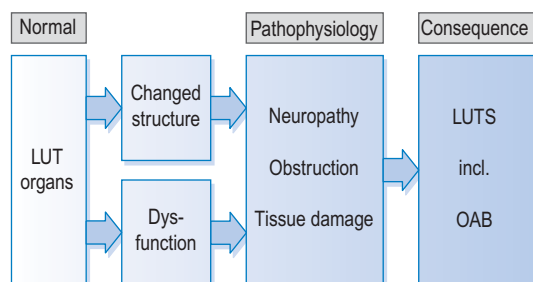 Normal
Pathophysiology
Consequence
LUT
organs
Changed
structure
Dys-
function
Neuropathy
Obstruction
Tissue damage
LUTS
incl.
OAB